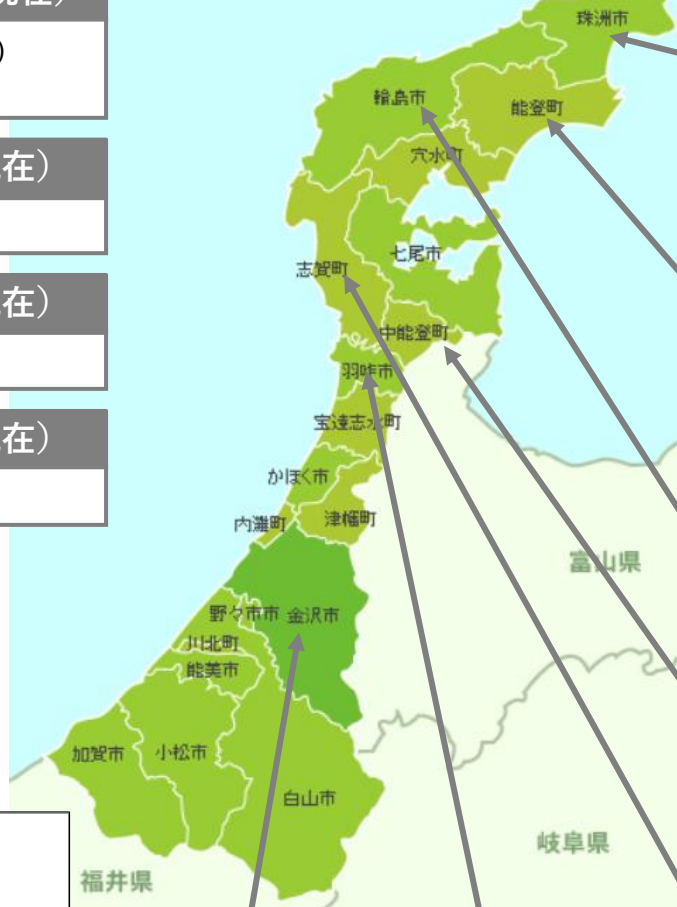 現在）
）
在）
在）
在）
珠洲市
輪島市
能登町
穴水町
七尾市
志賀町
中能登町
羽咋市
宝達志水町
かほく市
内灘町
津幡町
富山県
野々市市
金沢市
川北町
能美市
加賀市
小松市
白山市
岐阜県
福井県